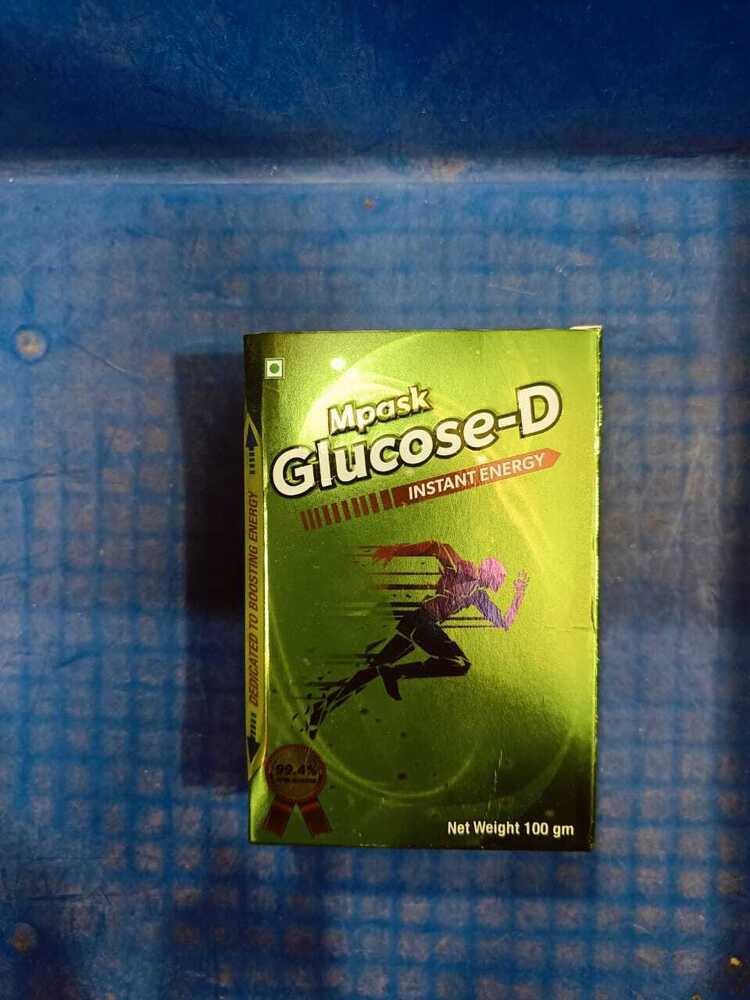 Mpask
Glucose-D
INSTANT ENERGY
DEDICATED TO BOOSTING ENERGY
99.4%
Net Weight 100 gm